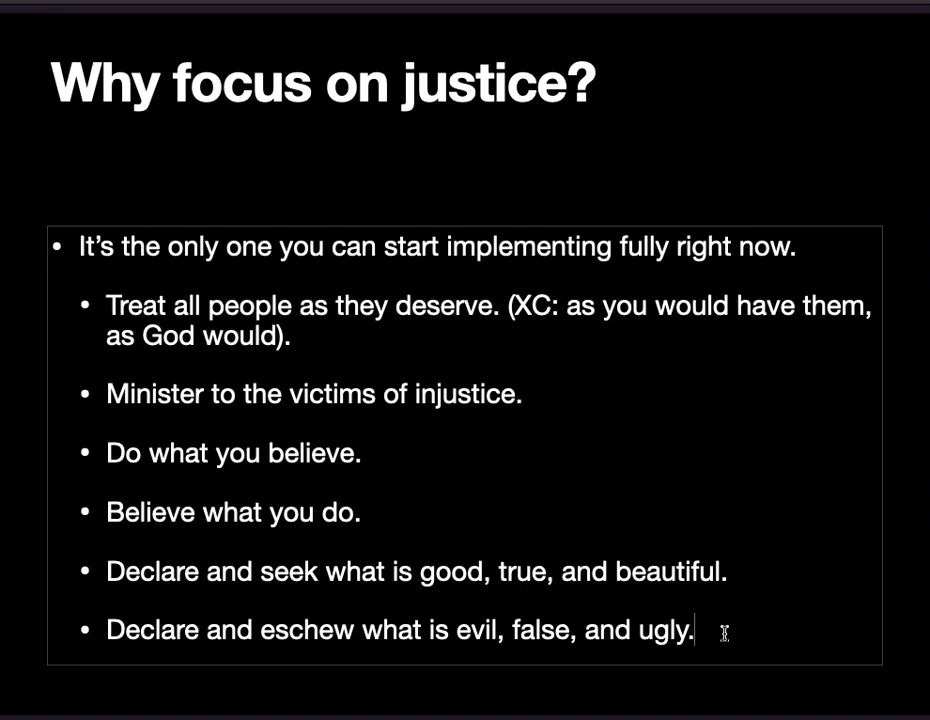 Why focus on justice?
• It’s the only one you can start implementing fully right now.
• Treat all people as they deserve. (XC: as you would have them,
as God would).
• Minister to the victims of injustice.
• Do what you believe.
• Believe what you do.
• Declare and seek what is good, true, and beautiful.
• Declare and eschew what is evil, false, and ugly.